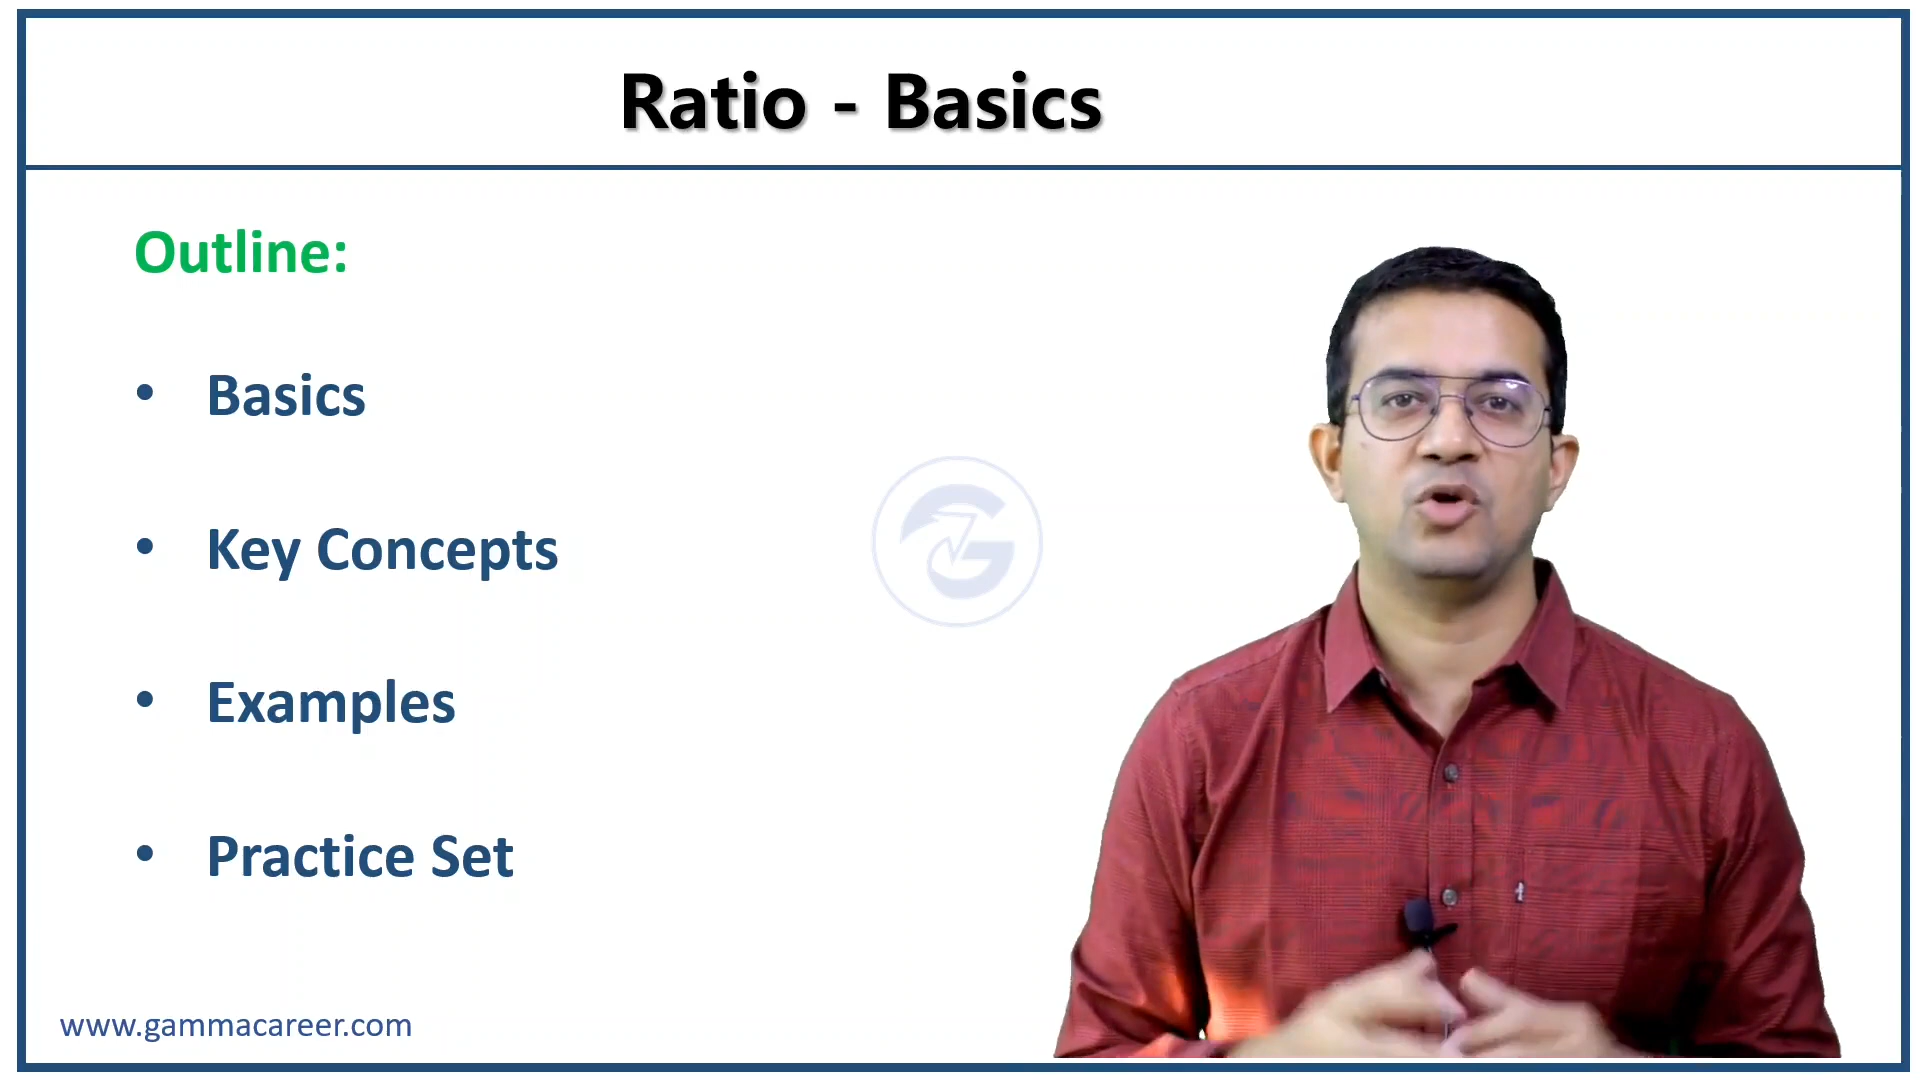 Ratio - Basics
Outline:
• Basics
• Key Concepts
• Examples
• Practice Set
www.gammacareer.com